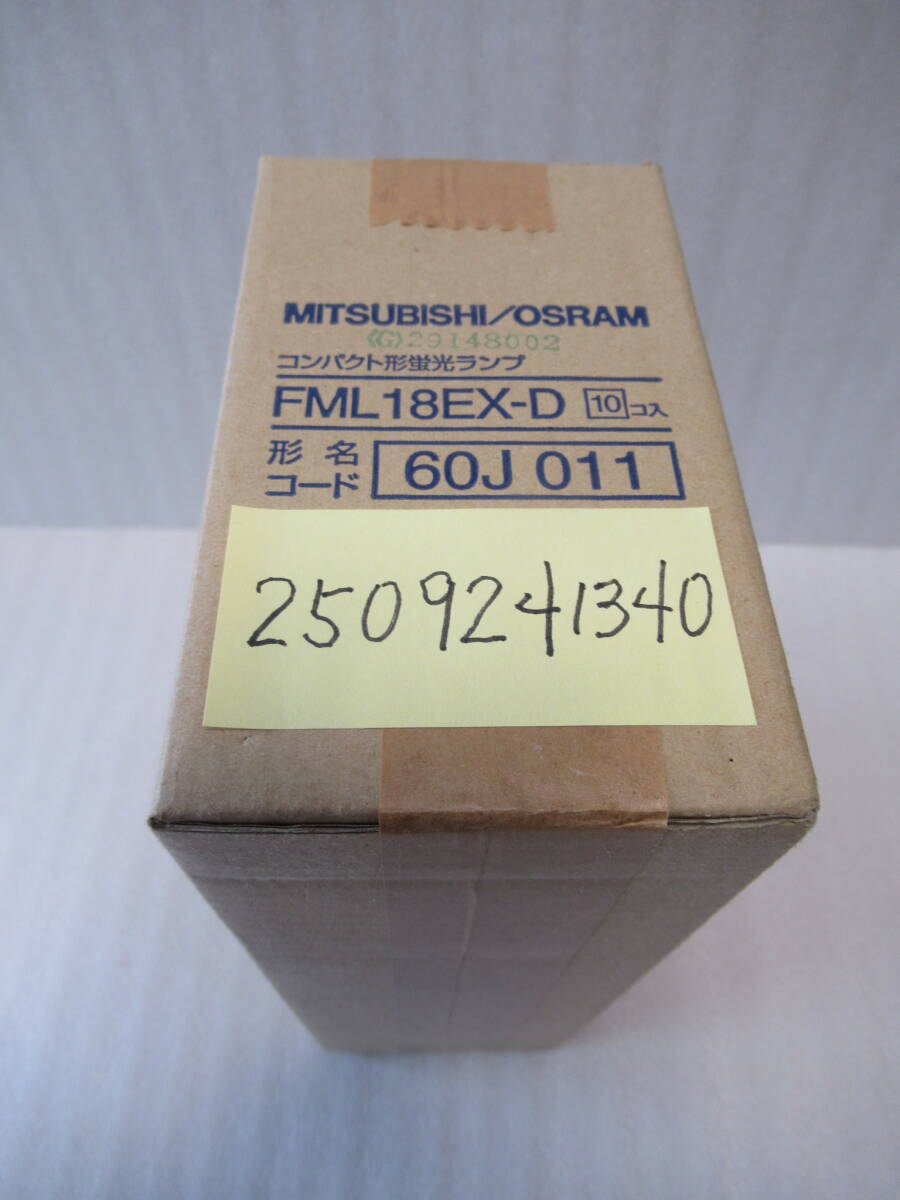 MITSUBISHI/OSRAM
《G》29148002
コンパクト形蛍光ランプ
FML18EX-D 10コ入
形名
コード 60J 011
2509241340